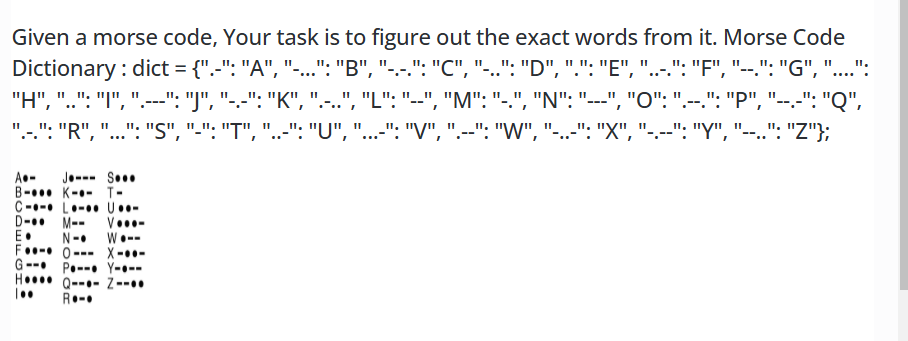 Given a morse code, Your task is to figure out the exact words from it. Morse Code
Dictionary : dict = {".-": "A", "-...": "B", "-.-.": "C", "-..": "D", ".": "E", "..-.": "F", "--.": "G", "....":
"H", "..": "I", ".---": "J", "-.-": "K", ".-..", "L": "--", "M": "-.", "N": "---", "O": ".--.": "P", "--.-": "Q",
".-.": "R", "...": "S", "-": "T", "..-": "U", "...-": "V", ".--": "W", "-..-": "X", "-.--": "Y", "--..": "Z"};
A●- J●--- S●●●
B-●●● K-●- T-
C-●-● L●-●● U●●-
D-●● M-- V●●●-
E● N-● W●--
F●●-● O--- X-●●-
G--● P●--● Y-●--
H●●●● Q--●- Z--●●
I●● R●-●